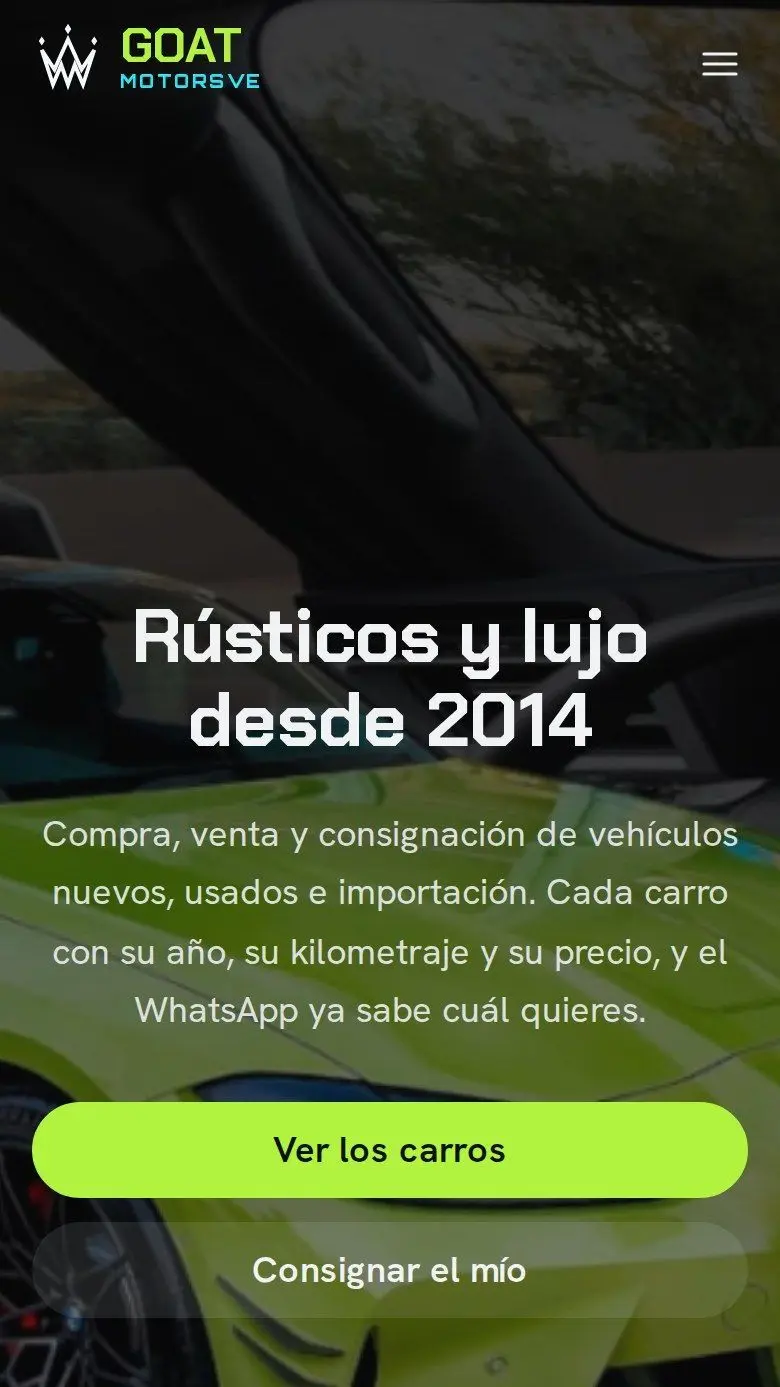 GOAT
MOTORSVE
Rústicos y lujo
desde 2014
Compra, venta y consignación de vehículos
nuevos, usados e importación. Cada carro
con su año, su kilometraje y su precio, y el
WhatsApp ya sabe cuál quieres.
Ver los carros
Consignar el mío